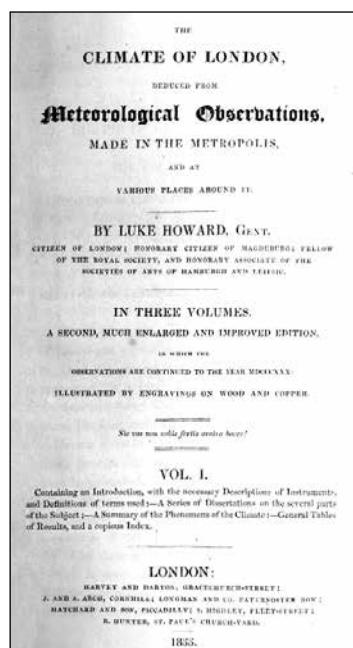 THE
CLIMATE OF LONDON,
DEDUCED FROM
Meteorological Observations,
MADE IN THE METROPOLIS,
AND AT
VARIOUS PLACES AROUND IT.
BY LUKE HOWARD, GENT.
CITIZEN OF LONDON; HONORARY CITIZEN OF MAGDEBURG; FELLOW
OF THE ROYAL SOCIETY, AND HONORARY ASSOCIATE OF THE
SOCIETIES OF ARTS OF HAMBURGH AND LEIPSIC.
IN THREE VOLUMES.
A SECOND, MUCH ENLARGED AND IMPROVED EDITION,
IN WHICH THE
OBSERVATIONS ARE CONTINUED TO THE YEAR MDCCCXXX:
ILLUSTRATED BY ENGRAVINGS ON WOOD AND COPPER.
Sic vos non vobis fertis aratra boves!
VOL. I.
Containing an Introduction, with the necessary Descriptions of Instruments,
and Definitions of terms used:—A Series of Dissertations on the several parts
of the Subject:—A Summary of the Phenomena of the Climate:—General Tables
of Results, and a copious Index.
LONDON:
HARVEY AND DARTON, GRACECHURCH-STREET;
J. AND A. ARCH, CORNHILL; LONGMAN AND CO. PATERNOSTER ROW;
HATCHARD AND SON, PICCADILLY; S. HIGHLEY, FLEET-STREET;
R. HUNTER, ST. PAUL'S CHURCH-YARD.
1833.